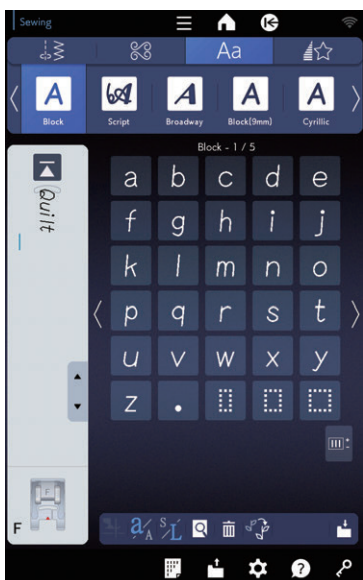 Sewing
Aa
A A A A A
Block Script Broadway Block(9mm) Cyrillic
Block - 1 / 5
Quilt
a b c d e
f g h i j
k l m n o
p q r s t
u v w x y
z .
F
F
a/A S/L
?